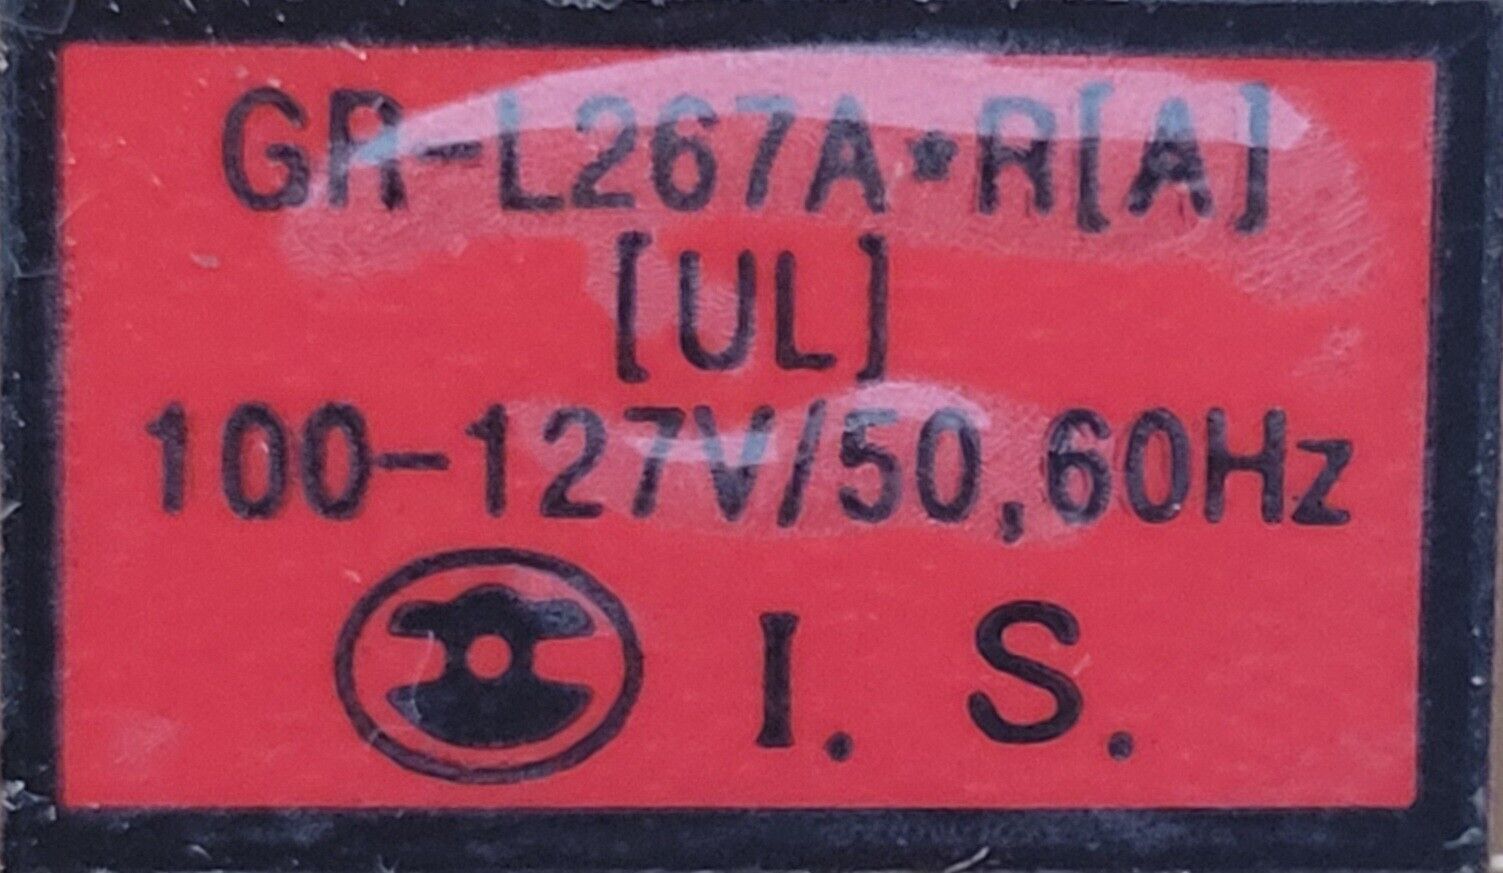 GR-L267A•R[A]
[UL]
100-127V/50,60Hz
I. S.